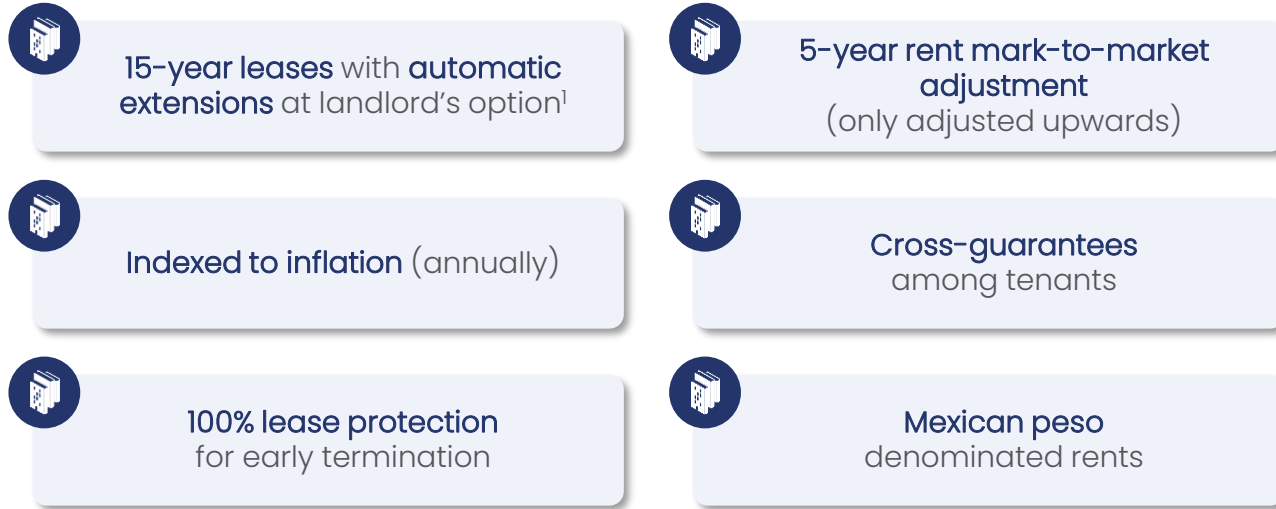 15-year leases with automatic
extensions at landlord's option¹
5-year rent mark-to-market
adjustment
(only adjusted upwards)
Indexed to inflation (annually)
Cross-guarantees
among tenants
100% lease protection
for early termination
Mexican peso
denominated rents